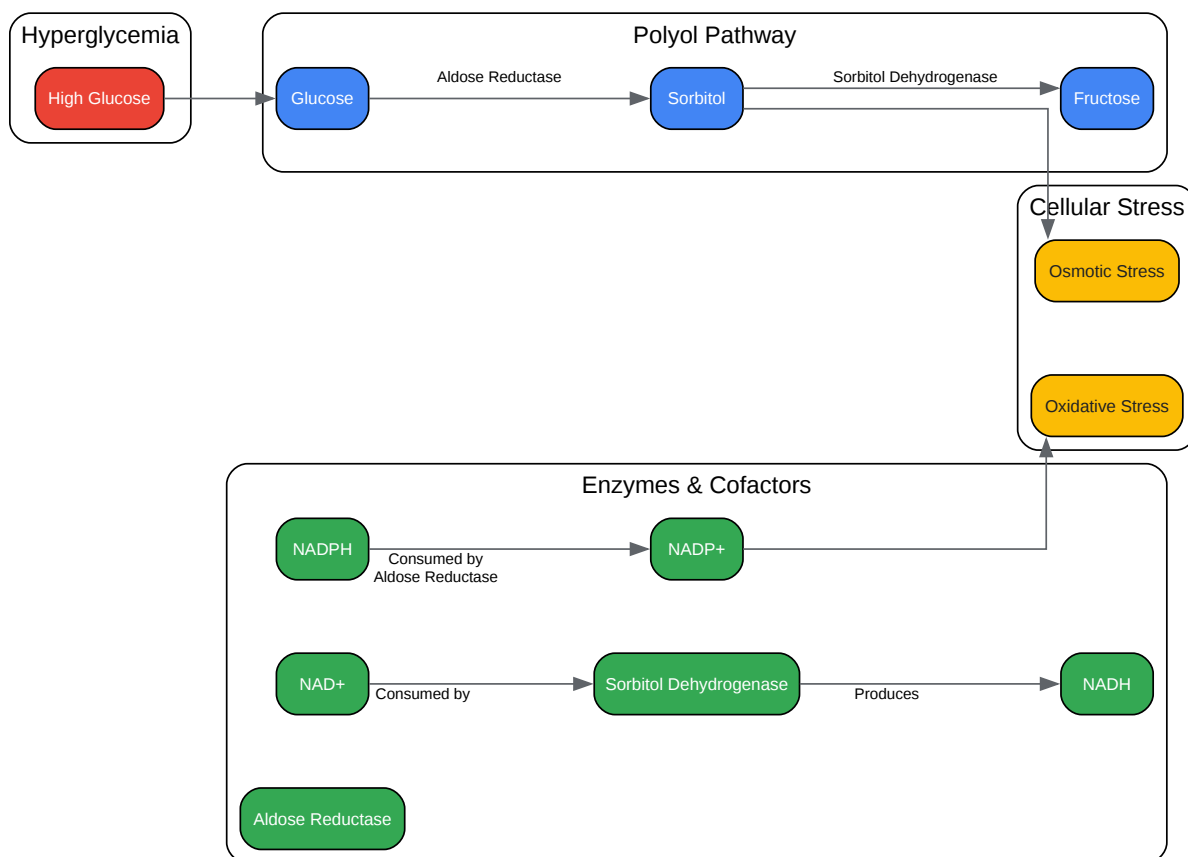 Hyperglycemia
Polyol Pathway
High Glucose
Glucose
Aldose Reductase
Sorbitol
Sorbitol Dehydrogenase
Fructose
Cellular Stress
Osmotic Stress
Oxidative Stress
Enzymes & Cofactors
NADPH
Consumed by
Aldose Reductase
NADP+
NAD+
Consumed by
Sorbitol Dehydrogenase
Produces
NADH
Aldose Reductase